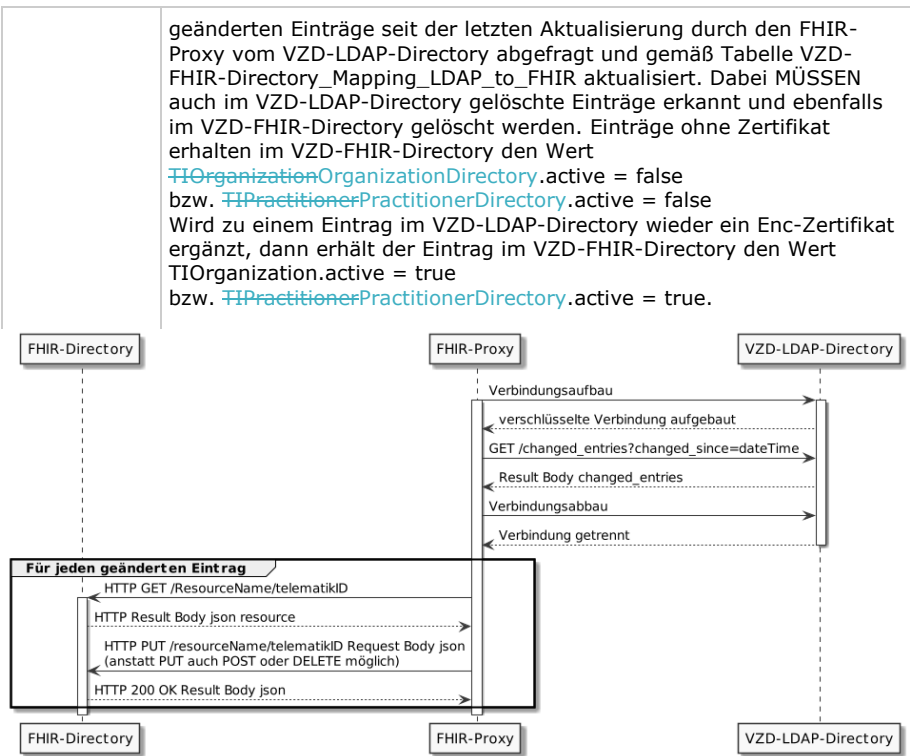 geänderten Einträge seit der letzten Aktualisierung durch den FHIR-
Proxy vom VZD-LDAP-Directory abgefragt und gemäß Tabelle VZD-
FHIR-Directory_Mapping_LDAP_to_FHIR aktualisiert. Dabei MÜSSEN
auch im VZD-LDAP-Directory gelöschte Einträge erkannt und ebenfalls
im VZD-FHIR-Directory gelöscht werden. Einträge ohne Zertifikat
erhalten im VZD-FHIR-Directory den Wert
TIOrganizationOrganizationDirectory.active = false
bzw. TIPractitionerPractitionerDirectory.active = false
Wird zu einem Eintrag im VZD-LDAP-Directory wieder ein Enc-Zertifikat
ergänzt, dann erhält der Eintrag im VZD-FHIR-Directory den Wert
TIOrganization.active = true
bzw. TIPractitionerPractitionerDirectory.active = true.
FHIR-Directory
FHIR-Proxy
VZD-LDAP-Directory
Verbindungsaufbau
verschlüsselte Verbindung aufgebaut
GET /changed_entries?changed_since=dateTime
Result Body changed_entries
Verbindungsabbau
Verbindung getrennt
Für jeden geänderten Eintrag
HTTP GET /ResourceName/telematikID
HTTP Result Body json resource
HTTP PUT /resourceName/telematikID Request Body json
(anstatt PUT auch POST oder DELETE möglich)
HTTP 200 OK Result Body json
FHIR-Directory
FHIR-Proxy
VZD-LDAP-Directory